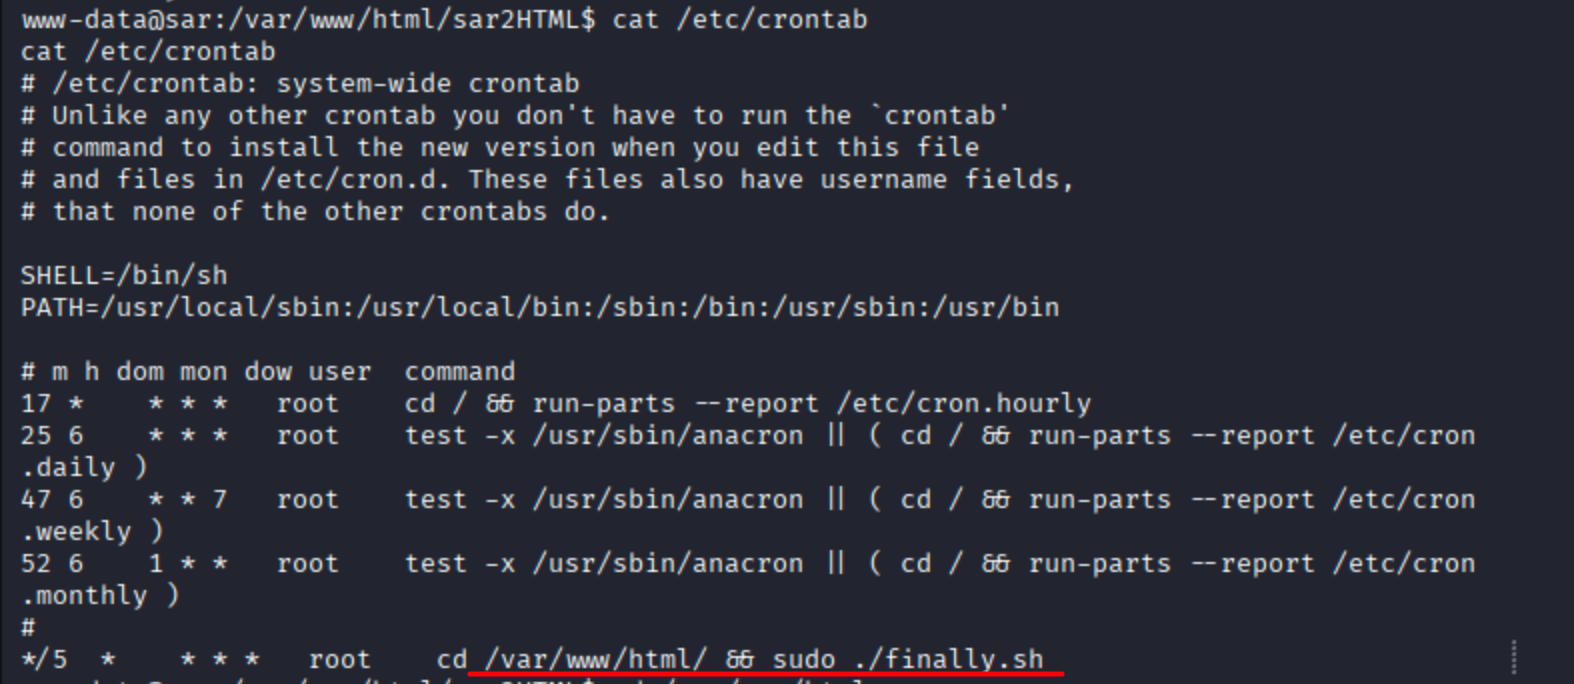 www-data@sar:/var/www/html/sar2HTML$ cat /etc/crontab
cat /etc/crontab
# /etc/crontab: system-wide crontab
# Unlike any other crontab you don't have to run the `crontab'
# command to install the new version when you edit this file
# and files in /etc/cron.d. These files also have username fields,
# that none of the other crontabs do.
SHELL=/bin/sh
PATH=/usr/local/sbin:/usr/local/bin:/sbin:/bin:/usr/sbin:/usr/bin
# m h dom mon dow user  command
17 *    * * *   root    cd / && run-parts --report /etc/cron.hourly
25 6    * * *   root    test -x /usr/sbin/anacron || ( cd / && run-parts --report /etc/cron
.daily )
47 6    * * 7   root    test -x /usr/sbin/anacron || ( cd / && run-parts --report /etc/cron
.weekly )
52 6    1 * *   root    test -x /usr/sbin/anacron || ( cd / && run-parts --report /etc/cron
.monthly )
#
*/5  *    * * *   root    cd /var/www/html/ && sudo ./finally.sh